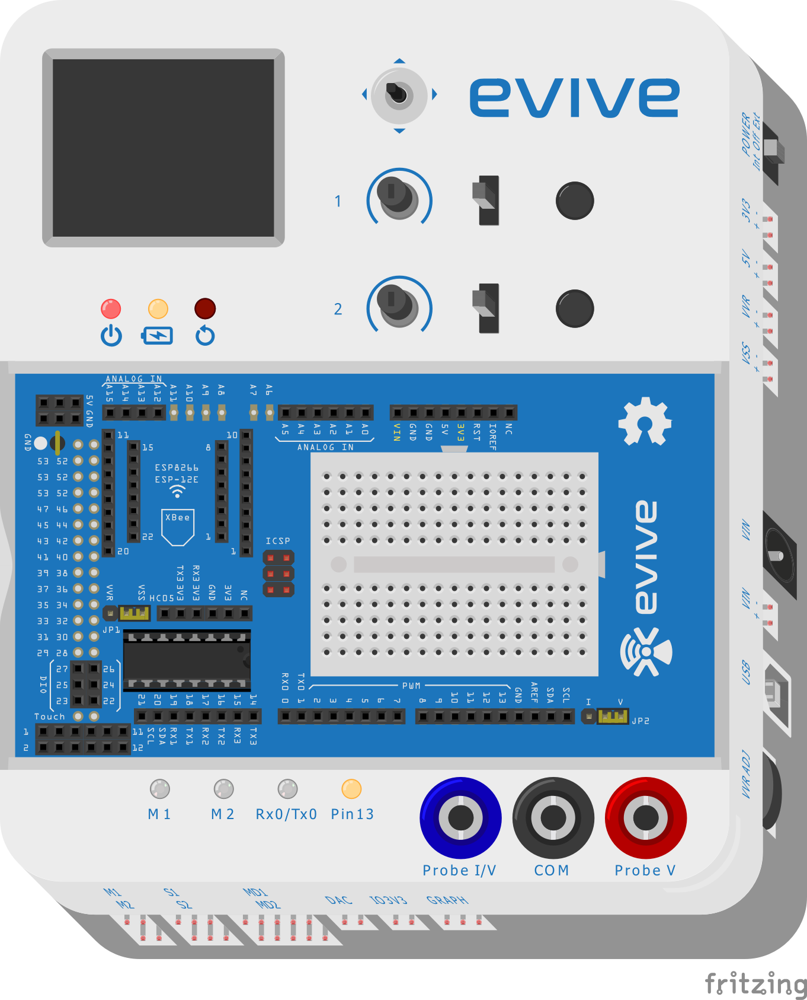 evive
POWER
Int Off Ext
1
3V3
+ -
5V
+ -
2
VVR
+ -
VSS
+ -
ANALOG IN
A15 A14 A13 A12 A11 A10 A9 A8 A7 A6
5V GND
A5 A4 A3 A2 A1 A0
ANALOG IN
VIN GND GND 5V 3V3 RST IOREF NC
GND
11
10
15
8
53 52
53 52
53 52
47 46
45 44
43 42
41 40
39 38
37 36
35 34
33 32
31 30
29 28
ESP8266
ESP-12E
XBee
22
1
20
1
ICSP
VIN
evive
VVR VSS
HC05
3V3 TX3
3V3 RX3
GND
3V3
NC
JP1
VIN
+ -
USB
DIO
27 26
25 24
23 22
21 20 19 18 17 16 15 14
RX0 0
TX0 1
PWM
2 3 4 5 6 7
8 9 10 11 12 13 GND AREF SDA SCL
I V
JP2
Touch
1 11
2 12
SCL SDA RX1 TX1 RX2 TX2 RX3 TX3
VVR ADJ
M1 M2 Rx0/Tx0 Pin13
Probe I/V COM Probe V
M1 S1 MD1
M2 S2 MD2
DAC IO3V3 GRAPH
fritzing